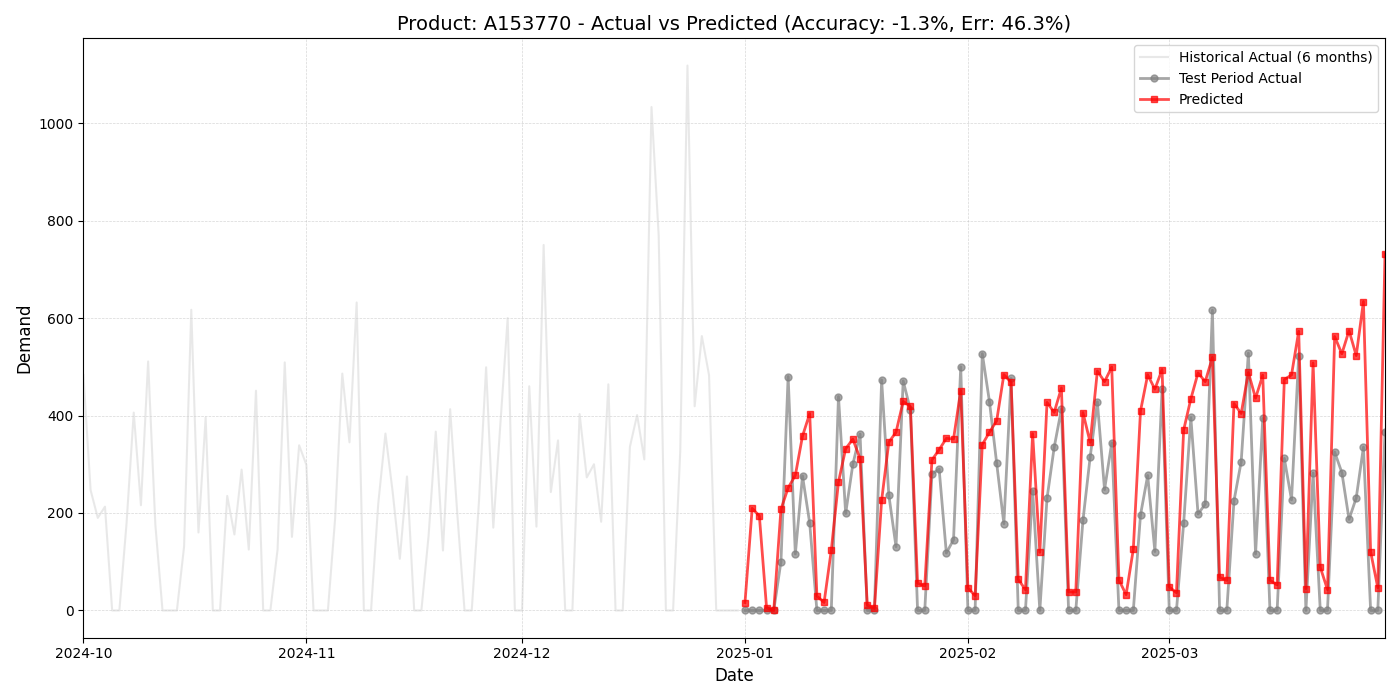 Product: A153770 - Actual vs Predicted (Accuracy: -1.3%, Err: 46.3%)
Historical Actual (6 months)
Test Period Actual
Predicted
1000
800
600
400
200
0
Demand
2024-10
2024-11
2024-12
2025-01
2025-02
2025-03
Date